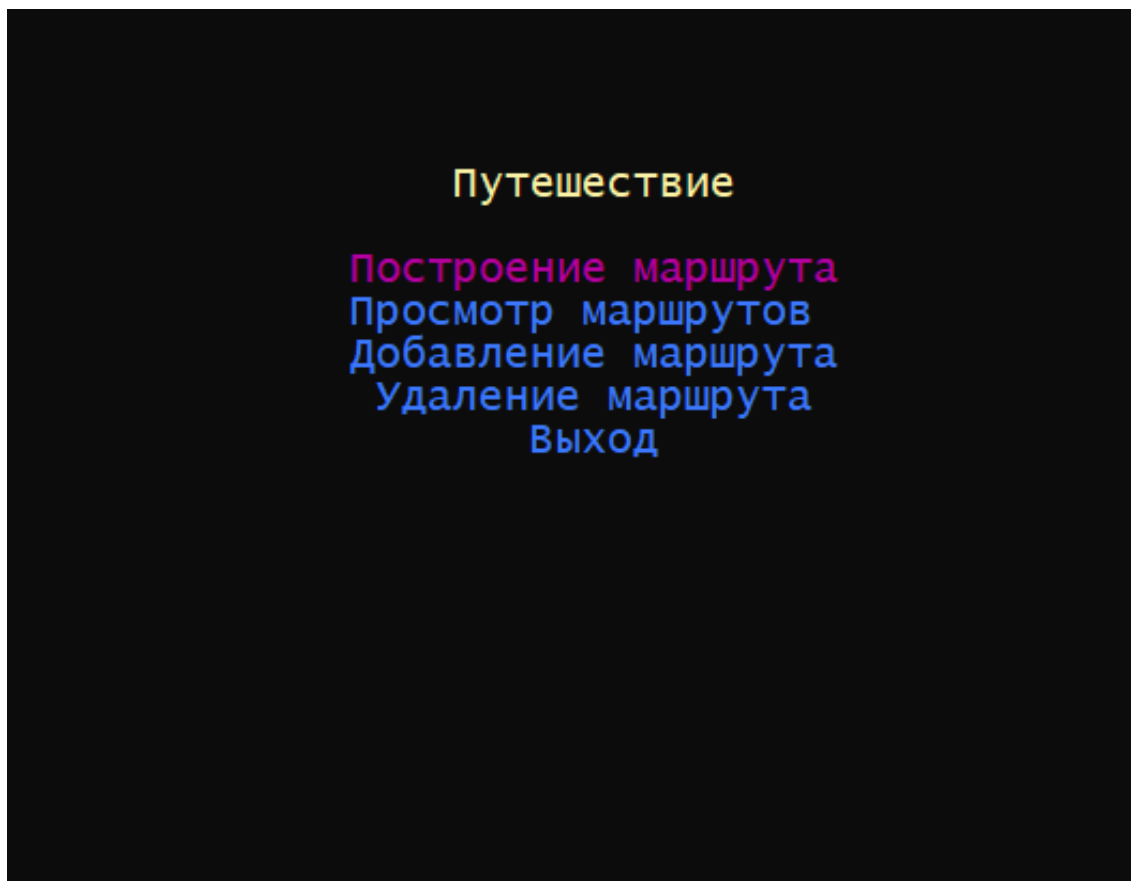 Путешествие
Построение маршрута
Просмотр маршрутов
Добавление маршрута
Удаление маршрута
Выход